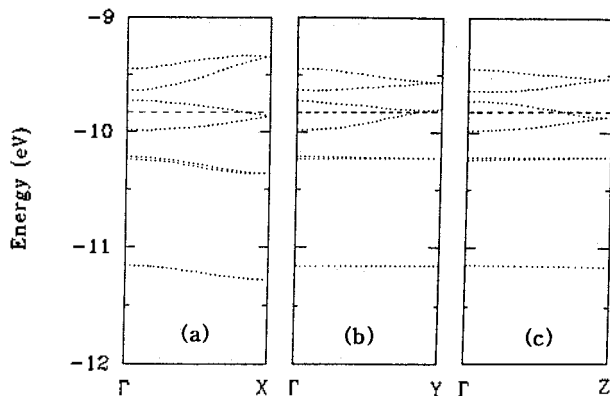 -9
-10
-11
-12
Energy (eV)
(a)
(b)
(c)
Γ X Γ Y Γ Z